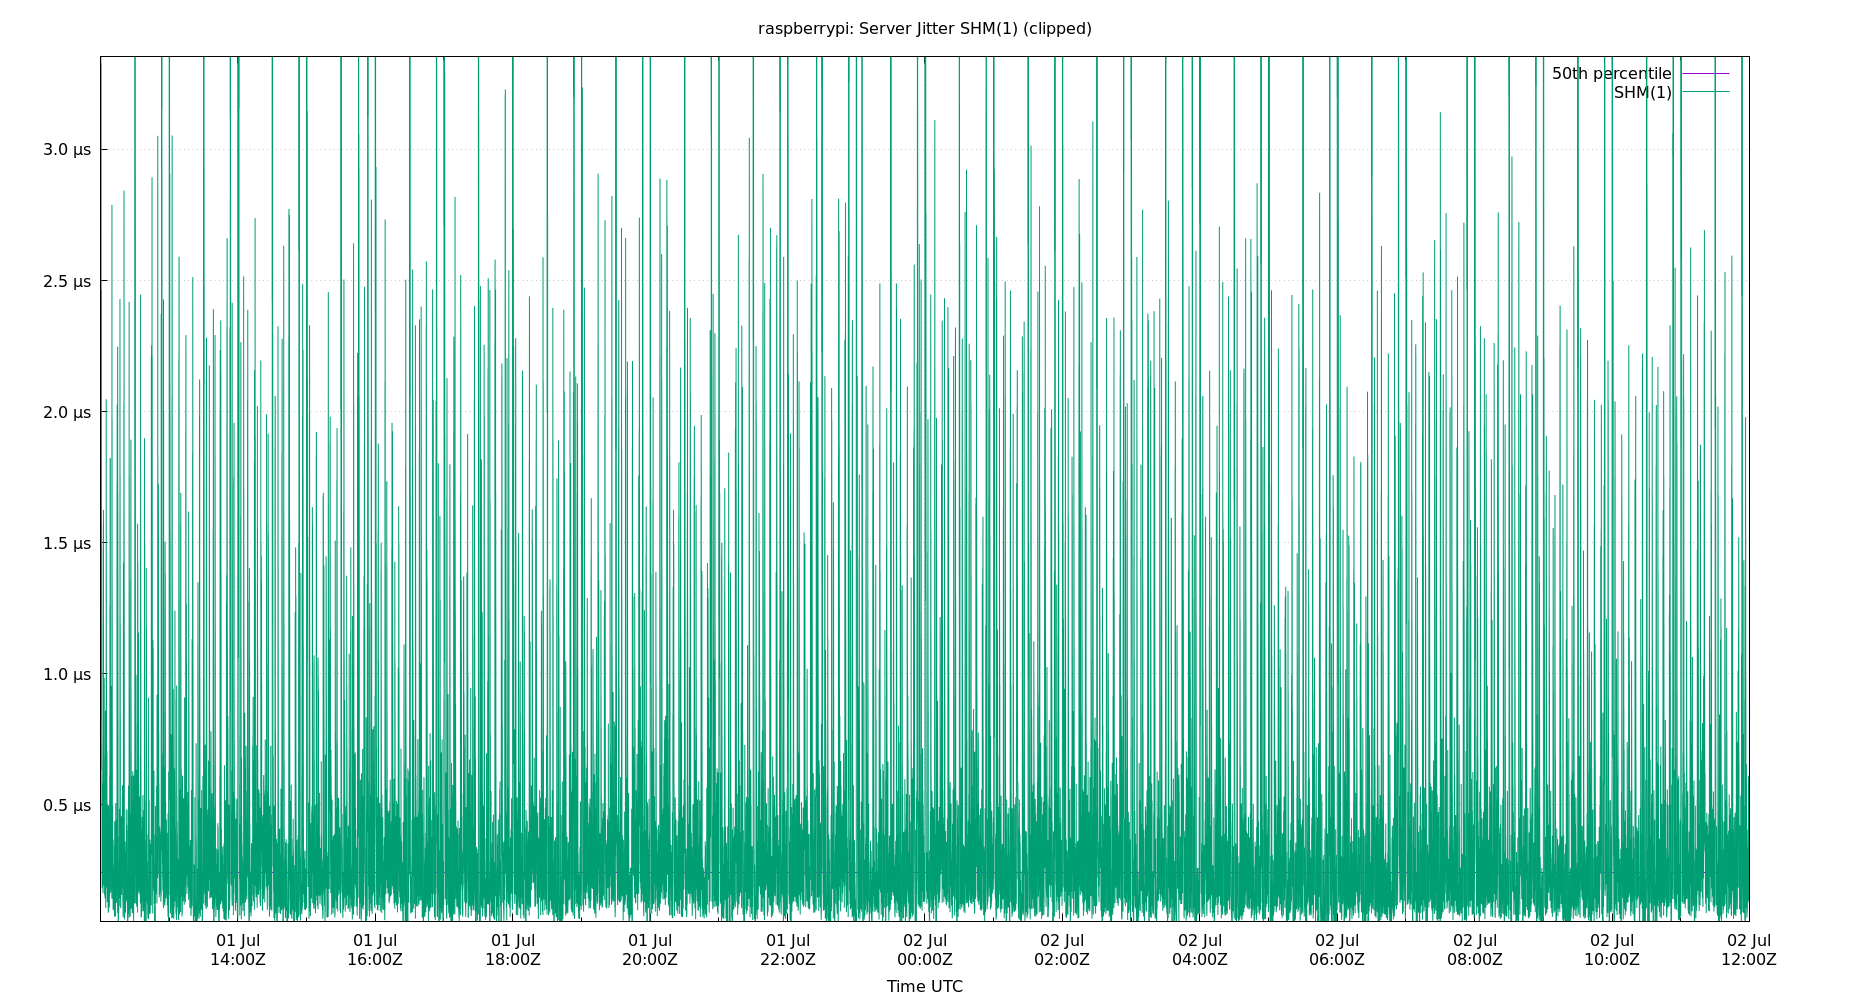 raspberrypi: Server Jitter SHM(1) (clipped)
50th percentile
SHM(1)
3.0 μs
2.5 μs
2.0 μs
1.5 μs
1.0 μs
0.5 μs
01 Jul 01 Jul 01 Jul 01 Jul 01 Jul 02 Jul 02 Jul 02 Jul 02 Jul 02 Jul 02 Jul 02 Jul
14:00Z 16:00Z 18:00Z 20:00Z 22:00Z 00:00Z 02:00Z 04:00Z 06:00Z 08:00Z 10:00Z 12:00Z
Time UTC